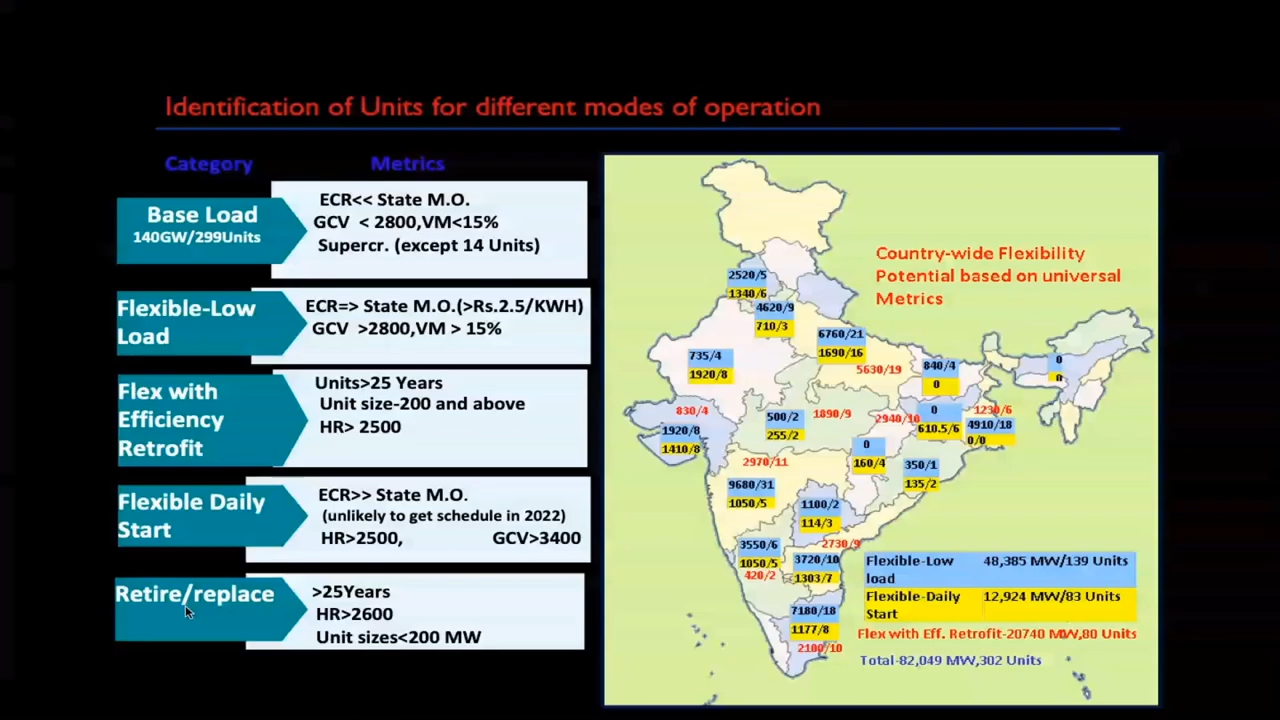 Identification of Units for different modes of operation
Category
Metrics
Base Load
140GW/299Units
ECR<< State M.O.
GCV < 2800,VM<15%
Supercr. (except 14 Units)
Flexible-Low
Load
ECR=> State M.O.(>Rs.2.5/KWH)
GCV >2800,VM > 15%
Flex with
Efficiency
Retrofit
Units>25 Years
Unit size-200 and above
HR> 2500
Flexible Daily
Start
ECR>> State M.O.
(unlikely to get schedule in 2022)
HR>2500, GCV>3400
Retire/replace
>25Years
HR>2600
Unit sizes<200 MW
Country-wide Flexibility
Potential based on universal
Metrics
2520/5
1340/6
4620/9
710/3
6760/21
1690/16
5630/19
735/4
1920/8
840/4
0
0
0
830/4
1920/8
1410/8
500/2
255/2
1890/9
2940/10
0
610.5/6
1230/6
4910/18
0/0
2970/11
0
160/4
350/1
135/2
9680/31
1050/5
1100/2
114/3
2730/9
3550/6
1050/5
420/2
3720/10
1303/7
7180/18
1177/8
2100/10
Flexible-Low load 48,385 MW/139 Units
Flexible-Daily Start 12,924 MW/83 Units
Flex with Eff. Retrofit-20740 MW,80 Units
Total-82,049 MW,302 Units